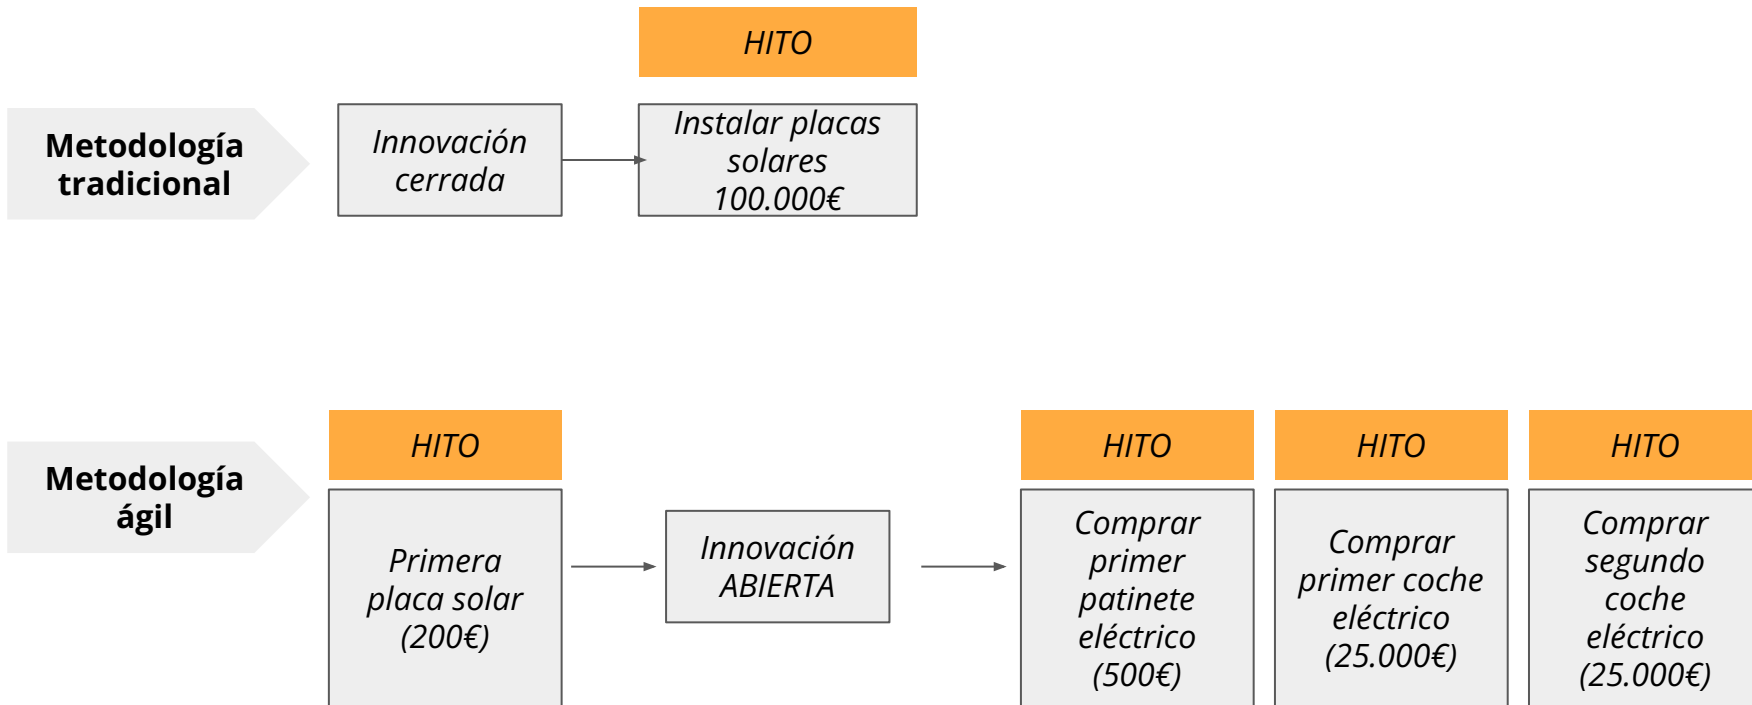 HITO
Metodología
tradicional
Innovación
cerrada
Instalar placas
solares
100.000€
Metodología
ágil
HITO
Primera
placa solar
(200€)
Innovación
ABIERTA
HITO
Comprar
primer
patinete
eléctrico
(500€)
HITO
Comprar
primer coche
eléctrico
(25.000€)
HITO
Comprar
segundo
coche
eléctrico
(25.000€)